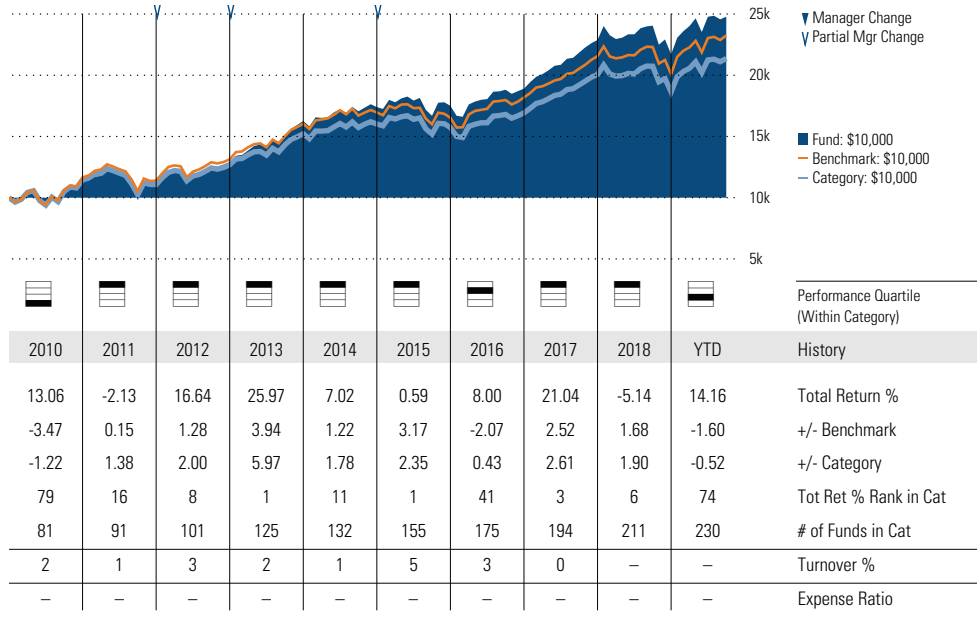 25k
20k
15k
10k
5k
Manager Change
Partial Mgr Change
Fund: $10,000
Benchmark: $10,000
Category: $10,000
Performance Quartile
(Within Category)
2010 2011 2012 2013 2014 2015 2016 2017 2018 YTD History
13.06 -2.13 16.64 25.97 7.02 0.59 8.00 21.04 -5.14 14.16 Total Return %
-3.47 0.15 1.28 3.94 1.22 3.17 -2.07 2.52 1.68 -1.60 +/- Benchmark
-1.22 1.38 2.00 5.97 1.78 2.35 0.43 2.61 1.90 -0.52 +/- Category
79 16 8 1 11 1 41 3 6 74 Tot Ret % Rank in Cat
81 91 101 125 132 155 175 194 211 230 # of Funds in Cat
2 1 3 2 1 5 3 0 – – Turnover %
– – – – – – – – – – Expense Ratio